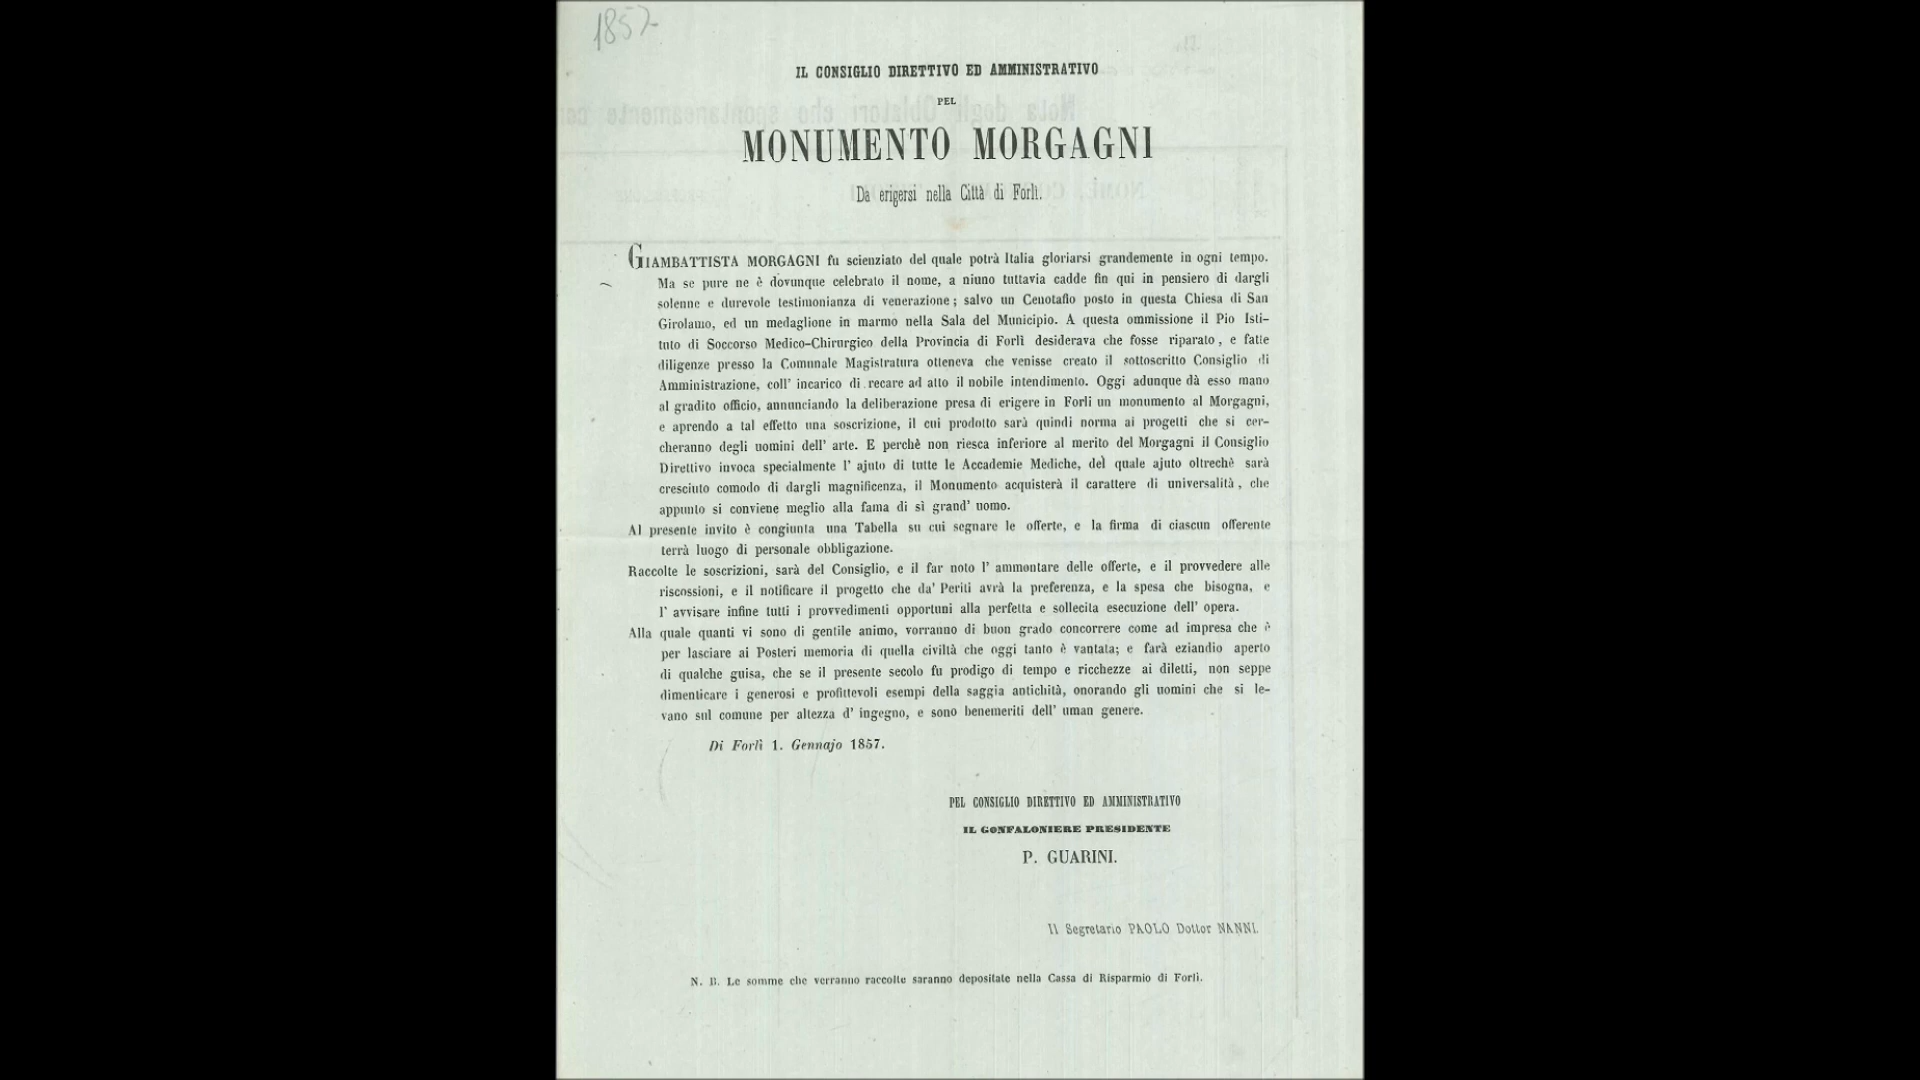 1857
IL CONSIGLIO DIRETTIVO ED AMMINISTRATIVO
PEL
MONUMENTO MORGAGNI
Da erigersi nella Città di Forlì.
GIAMBATTISTA MORGAGNI fu scienziato del quale potrà Italia gloriarsi grandemente in ogni tempo.
Ma se pure ne è dovunque celebrato il nome, a niuno tuttavia cadde fin qui in pensiero di dargli
solenne e durevole testimonianza di venerazione; salvo un Cenotafio posto in questa Chiesa di San
Girolamo, ed un medaglione in marmo nella Sala del Municipio. A questa ommissione il Pio Isti-
tuto di Soccorso Medico-Chirurgico della Provincia di Forlì desiderava che fosse riparato, e fatte
diligenze presso la Comunale Magistratura otteneva che venisse creato il sottoscritto Consiglio di
Amministrazione, coll' incarico di recare ad atto il nobile intendimento. Oggi adunque dà esso mano
al gradito officio, annunciando la deliberazione presa di erigere in Forlì un monumento al Morgagni,
e aprendo a tal effetto una soscrizione, il cui prodotto sarà quindi norma ai progetti che si cer-
cheranno degli uomini dell' arte. E perchè non riesca inferiore al merito del Morgagni il Consiglio
Direttivo invoca specialmente l' ajuto di tutte le Accademie Mediche, del quale ajuto oltrechè sarà
cresciuto comodo di dargli magnificenza, il Monumento acquisterà il carattere di universalità, che
appunto si conviene meglio alla fama di sì grand' uomo.
Al presente invito è congiunta una Tabella su cui segnare le offerte, e la firma di ciascun offerente
terrà luogo di personale obbligazione.
Raccolte le soscrizioni, sarà del Consiglio, e il far noto l' ammontare delle offerte, e il provvedere alle
riscossioni, e il notificare il progetto che da' Periti avrà la preferenza, e la spesa che bisogna, e
l' avvisare infine tutti i provvedimenti opportuni alla perfetta e sollecita esecuzione dell' opera.
Alla quale quanti vi sono di gentile animo, vorranno di buon grado concorrere come ad impresa che è
per lasciare ai Posteri memoria di quella civiltà che oggi tanto è vantata; e farà eziandio aperto
di qualche guisa, che se il presente secolo fu prodigo di tempo e ricchezze ai diletti, non seppe
dimenticare i generosi e profittevoli esempi della saggia antichità, onorando gli uomini che si le-
vano sul comune per altezza d' ingegno, e sono benemeriti dell' uman genere.
Di Forlì 1. Gennajo 1857.
PEL CONSIGLIO DIRETTIVO ED AMMINISTRATIVO
IL GONFALONIERE PRESIDENTE
P. GUARINI.
Il Segretario PAOLO Dottor NANNI.
N. B. Le somme che verranno raccolte saranno depositate nella Cassa di Risparmio di Forlì.